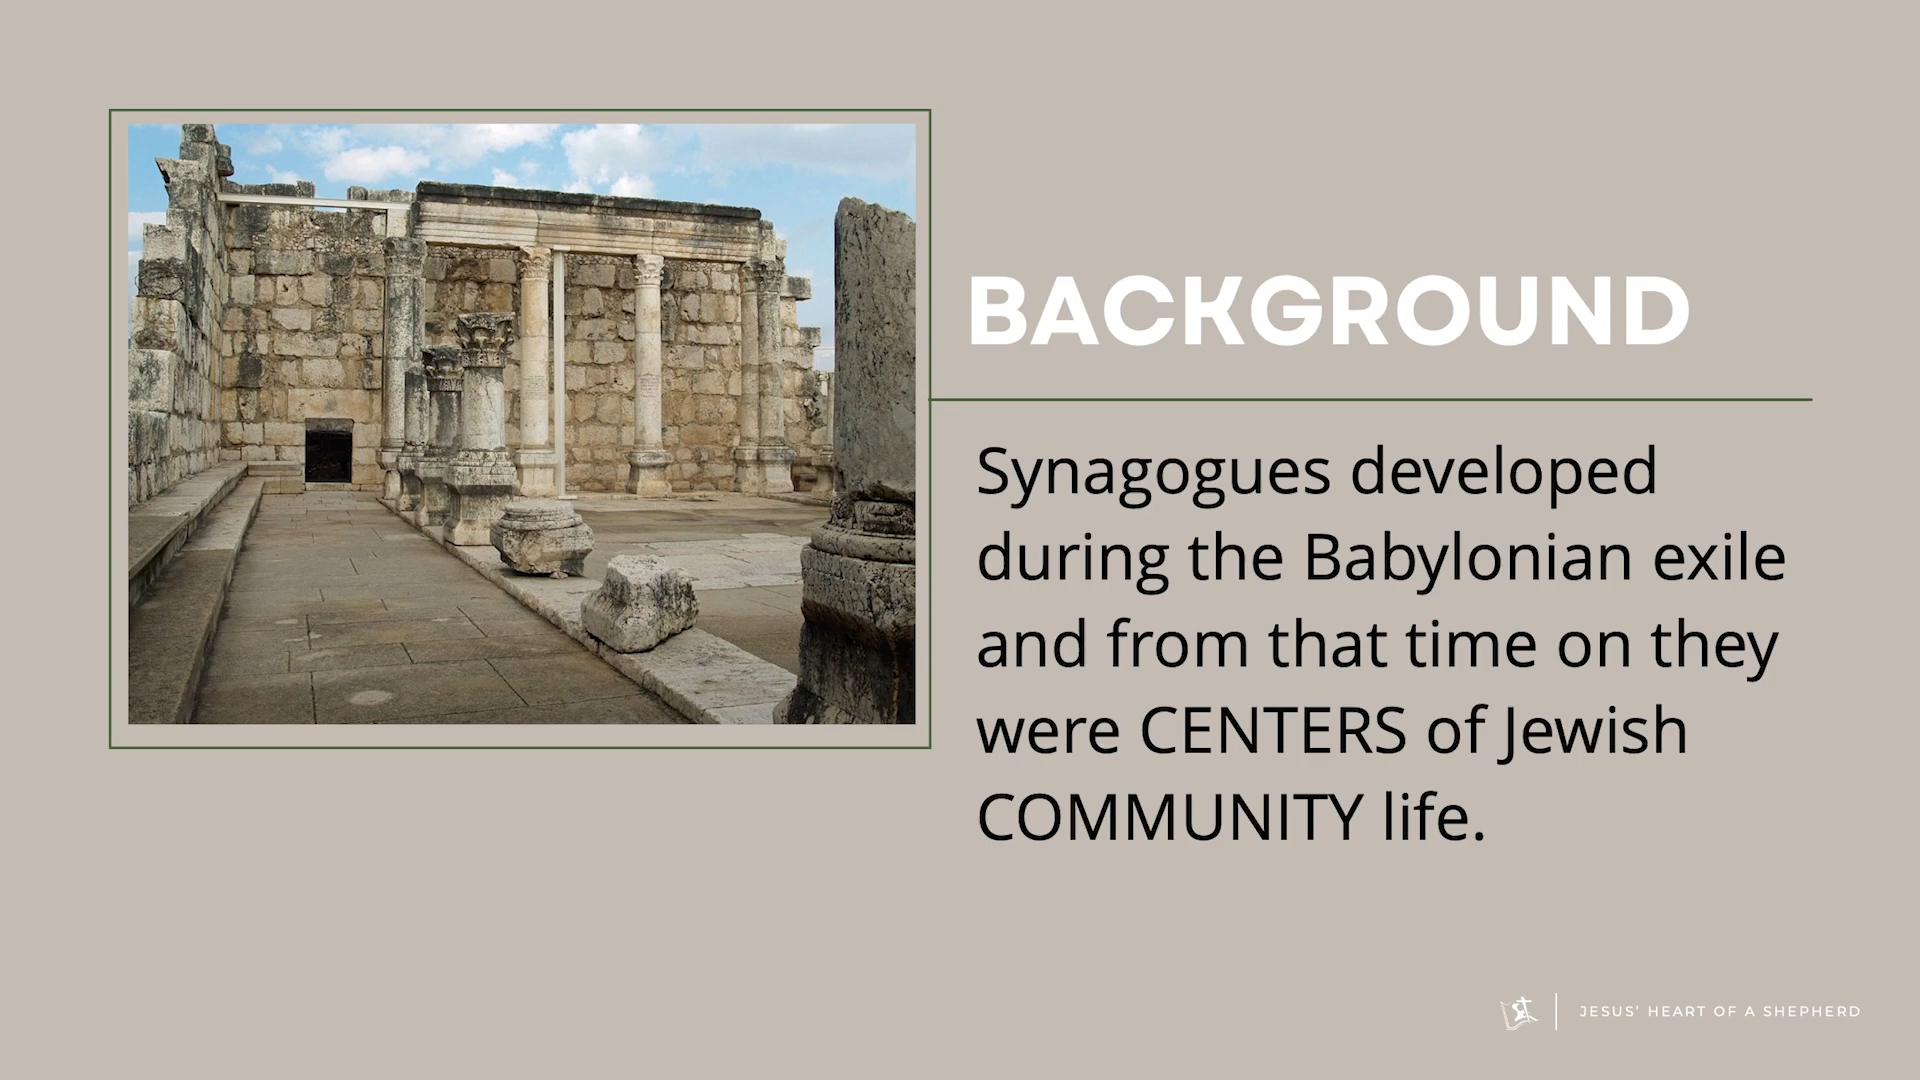 BACKGROUND
Synagogues developed
during the Babylonian exile
and from that time on they
were CENTERS of Jewish
COMMUNITY life.
JESUS' HEART OF A SHEPHERD